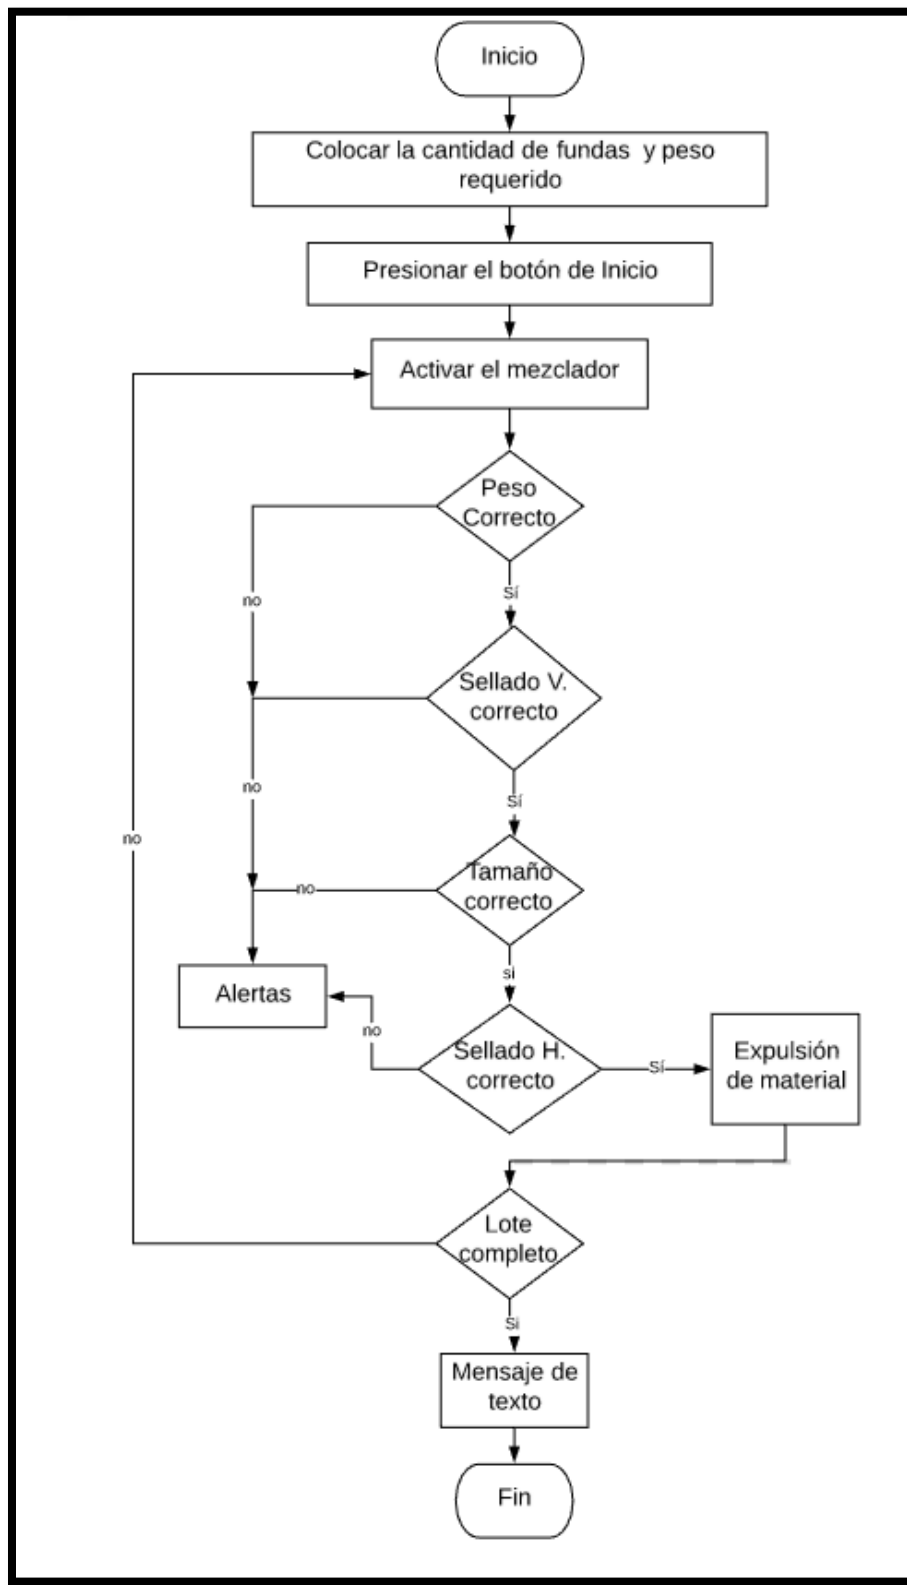 Inicio
Colocar la cantidad de fundas y peso
requerido
Presionar el botón de Inicio
Activar el mezclador
Peso
Correcto
no
Sí
Sellado V.
correcto
no
Sí
no
Tamaño
correcto
no
si
Alertas
no
Sellado H.
correcto
Sí
Expulsión
de material
Lote
completo
Si
Mensaje de
texto
Fin